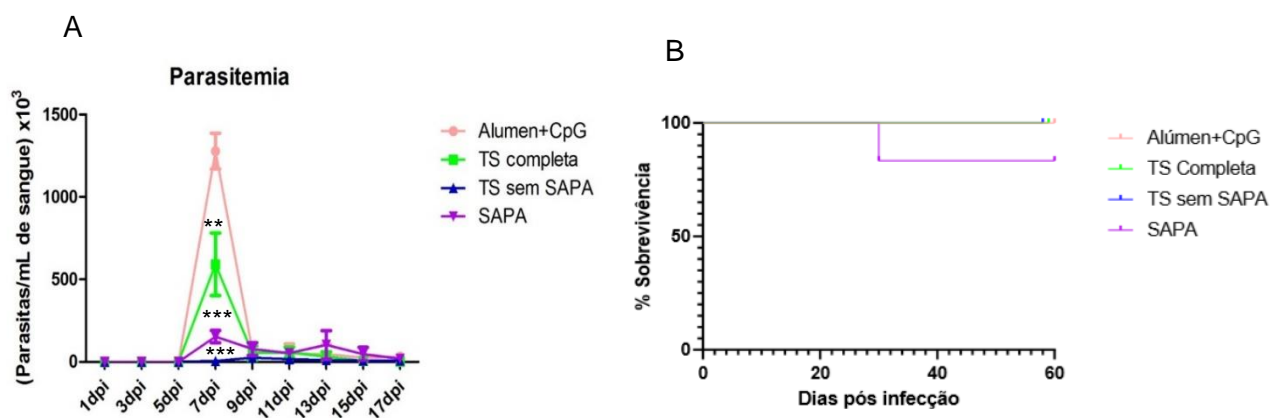 A
Parasitemia
(Parasitas/mL de sangue) x10³
1500
1000
500
0
**
***
***
1dpi
3dpi
5dpi
7dpi
9dpi
11dpi
13dpi
15dpi
17dpi
Alumen+CpG
TS completa
TS sem SAPA
SAPA
B
% Sobrevivência
100
50
0
0
20
40
60
Dias pós infecção
Alúmen+CpG
TS Completa
TS sem SAPA
SAPA